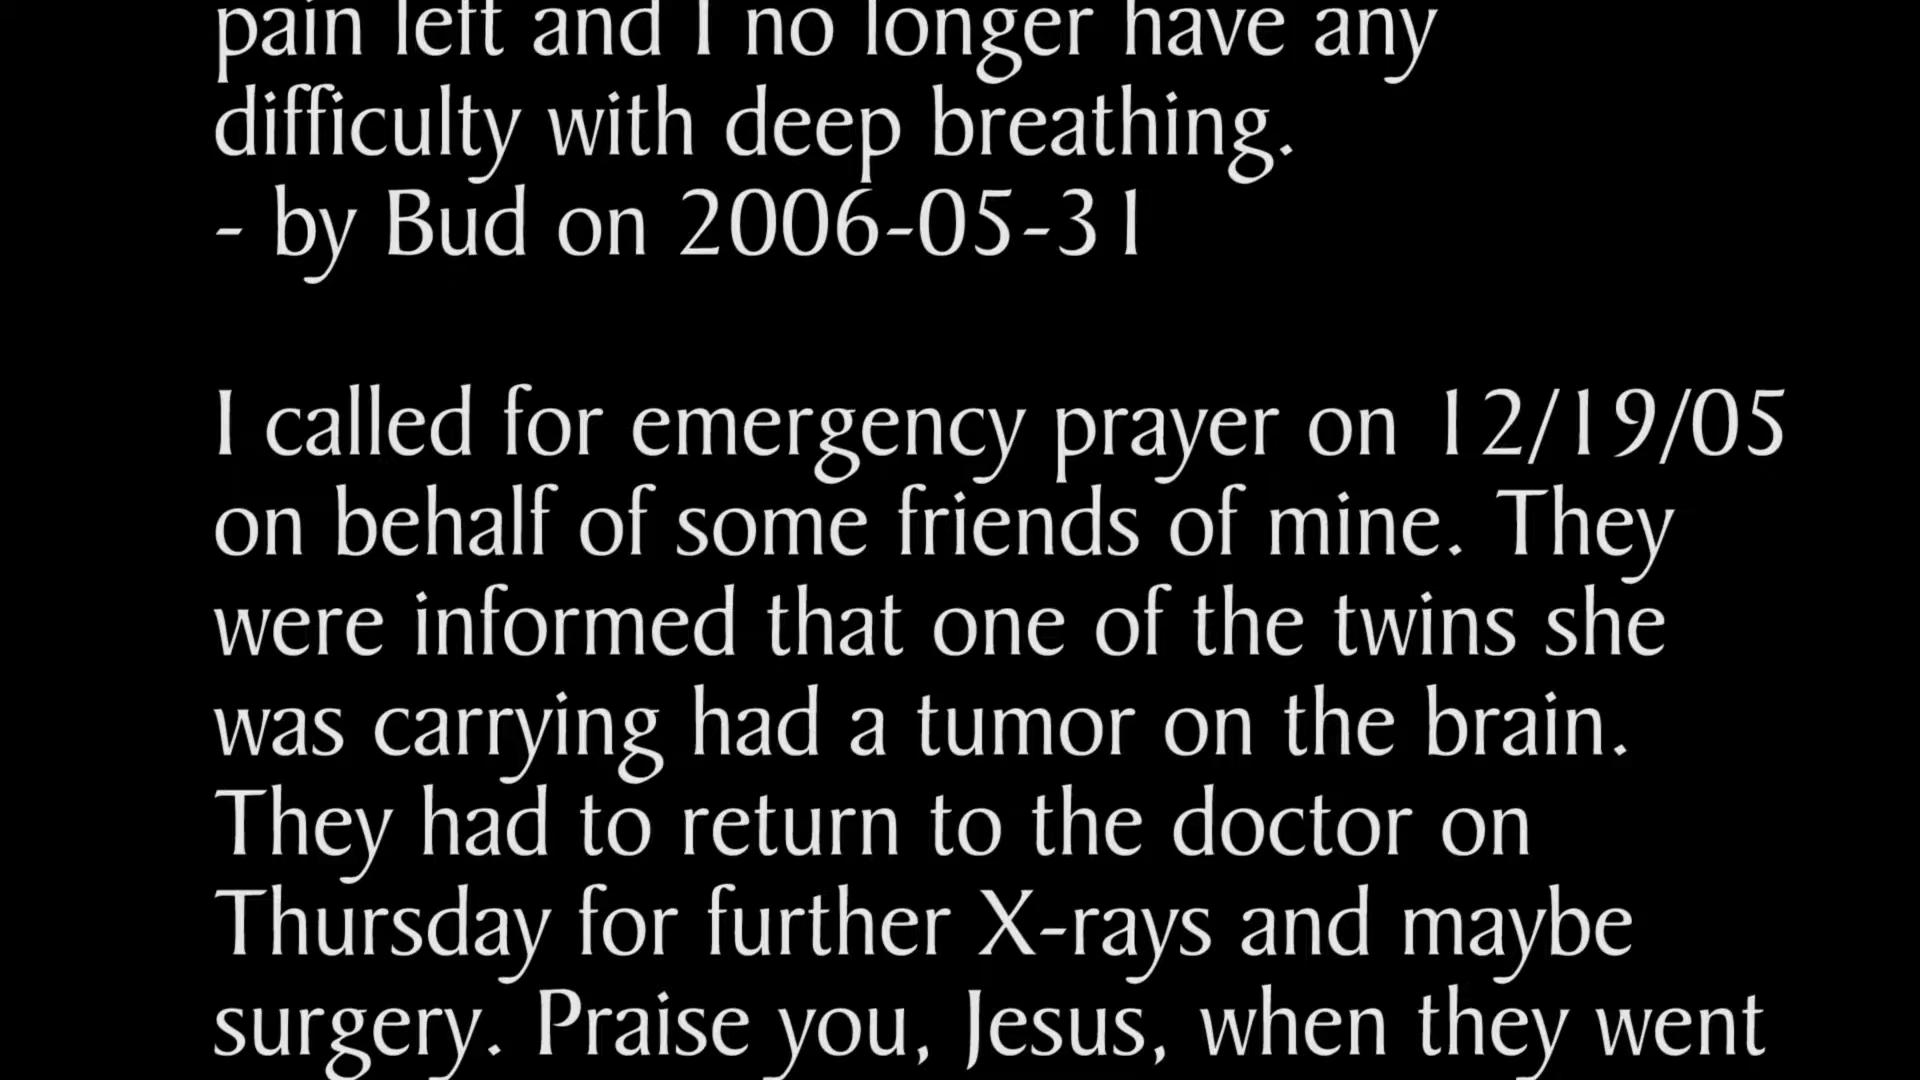 pain left and I no longer have any
difficulty with deep breathing.
- by Bud on 2006-05-31
I called for emergency prayer on 12/19/05
on behalf of some friends of mine. They
were informed that one of the twins she
was carrying had a tumor on the brain.
They had to return to the doctor on
Thursday for further X-rays and maybe
surgery. Praise you, Jesus, when they went